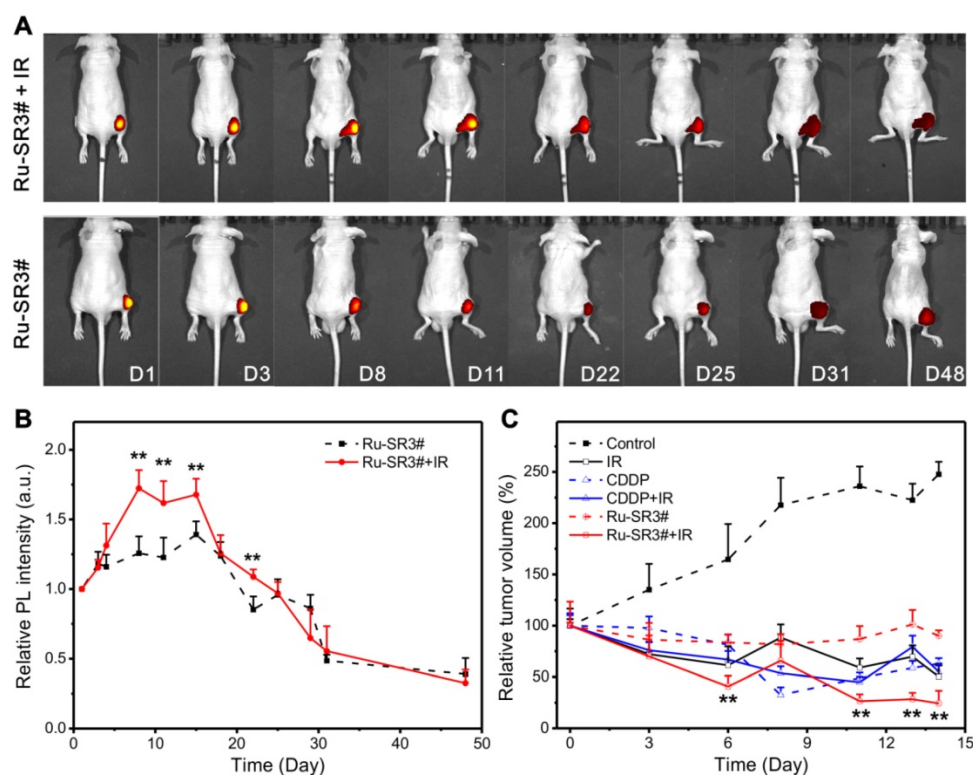 A
Ru-SR3# + IR
Ru-SR3#
D1 D3 D8 D11 D22 D25 D31 D48
B
Relative PL intensity (a.u.)
2.0
1.5
1.0
0.5
0.0
Ru-SR3#
Ru-SR3#+IR
** ** ** **
0 10 20 30 40 50
Time (Day)
C
Relative tumor volume (%)
250
200
150
100
50
0
Control
IR
CDDP
CDDP+IR
Ru-SR3#
Ru-SR3#+IR
** ** ** **
0 3 6 9 12 15
Time (Day)